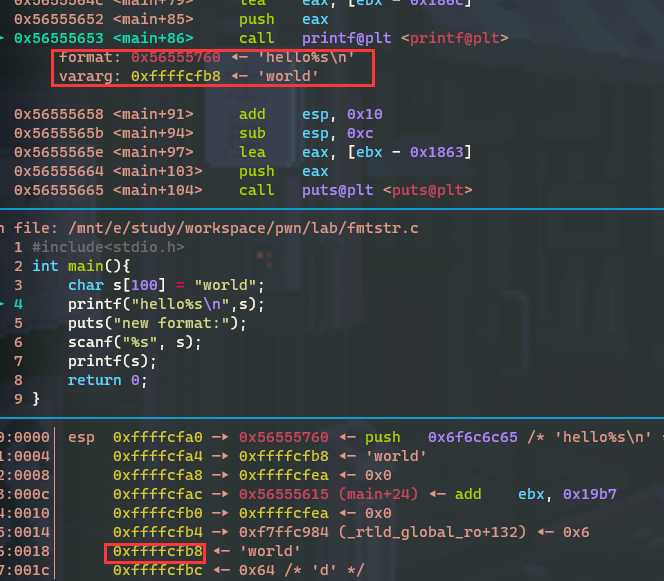 0x5655564c <main+79> lea eax, [ebx - 0x186c]
0x56555652 <main+85> push eax
0x56555653 <main+86> call printf@plt <printf@plt>
format: 0x56555760 ◂— 'hello%s\n'
vararg: 0xffffcfb8 ◂— 'world'
0x56555658 <main+91> add esp, 0x10
0x5655565b <main+94> sub esp, 0xc
0x5655565e <main+97> lea eax, [ebx - 0x1863]
0x56555664 <main+103> push eax
0x56555665 <main+104> call puts@plt <puts@plt>
n file: /mnt/e/study/workspace/pwn/lab/fmtstr.c
1 #include<stdio.h>
2 int main(){
3 char s[100] = "world";
4 printf("hello%s\n",s);
5 puts("new format:");
6 scanf("%s", s);
7 printf(s);
8 return 0;
9 }
0:0000│ esp 0xffffcfa0 —▸ 0x56555760 ◂— push 0x6f6c6c65 /* 'hello%s\n' *
1:0004│ 0xffffcfa4 —▸ 0xffffcfb8 ◂— 'world'
2:0008│ 0xffffcfa8 —▸ 0xffffcfea ◂— 0x0
3:000c│ 0xffffcfac —▸ 0x56555615 (main+24) ◂— add ebx, 0x19b7
4:0010│ 0xffffcfb0 —▸ 0xffffcfea ◂— 0x0
5:0014│ 0xffffcfb4 —▸ 0xf7ffc984 (_rtld_global_ro+132) ◂— 0x6
6:0018│ 0xffffcfb8 ◂— 'world'
7:001c│ 0xffffcfbc ◂— 0x64 /* 'd' */